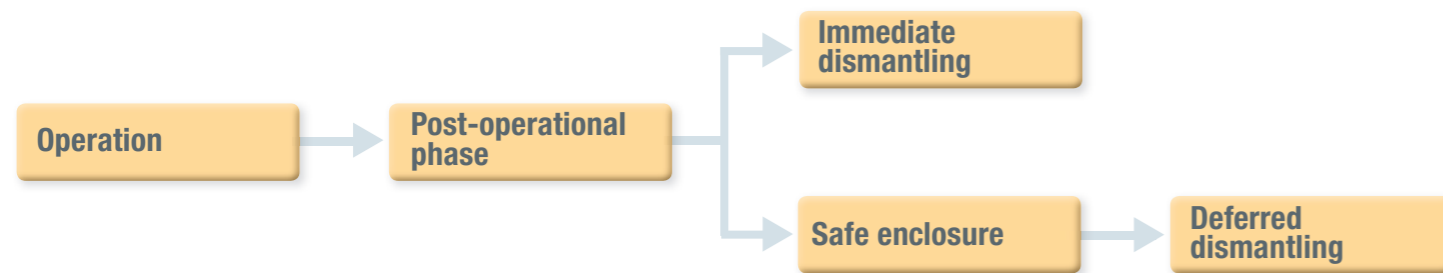 Operation
Post-operational
phase
Immediate
dismantling
Safe enclosure
Deferred
dismantling